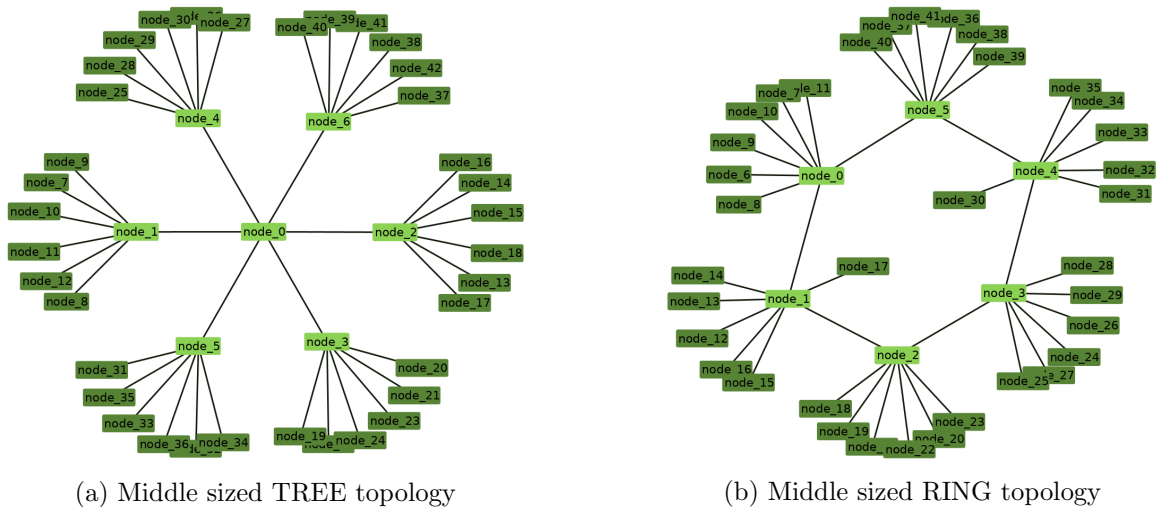 node_30
node_27
node_29
node_28
node_25
node_4
node_39
node_40
node_38
node_42
node_37
node_6
node_9
node_7
node_10
node_1
node_11
node_12
node_8
node_0
node_16
node_14
node_15
node_2
node_18
node_13
node_17
node_5
node_31
node_35
node_33
node_36
node_34
node_3
node_20
node_21
node_23
node_19
node_24
(a) Middle sized TREE topology
node_41
node_38
node_40
node_39
node_5
node_7
node_10
node_9
node_6
node_0
node_8
node_35
node_34
node_33
node_4
node_32
node_31
node_30
node_17
node_14
node_13
node_1
node_12
node_16
node_15
node_28
node_3
node_29
node_26
node_24
node_25
node_2
node_18
node_23
node_19
node_20
node_22
(b) Middle sized RING topology